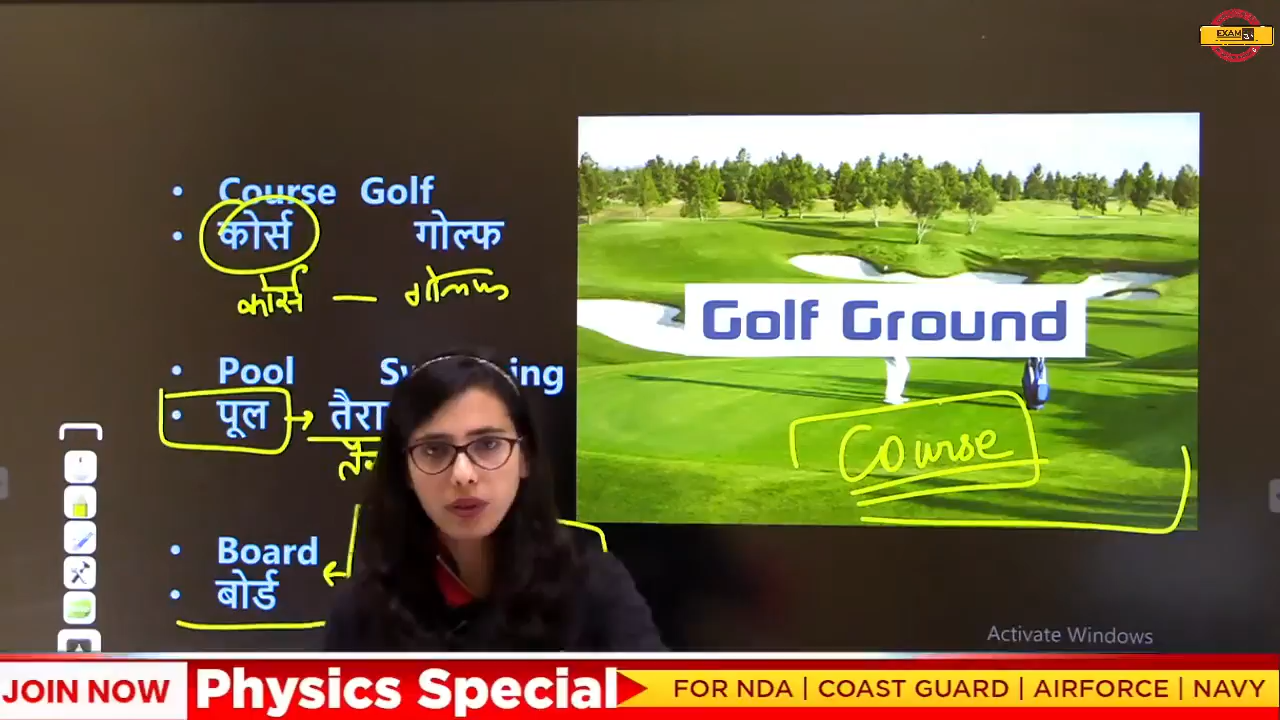 EXAM
Course Golf
कोर्स गोल्फ
कोर्स —
Golf Ground
Pool
पूल → तैरा
Course
Board
बोर्ड
Activate Windows
JOIN NOW Physics Special FOR NDA | COAST GUARD | AIRFORCE | NAVY